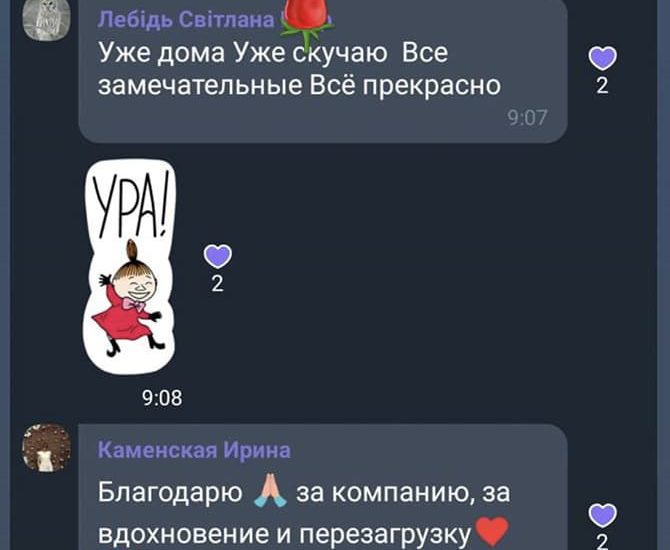 Лебідь Світлана
Уже дома Уже скучаю Все
замечательные Всё прекрасно
2
9:07
УРА!
2
9:08
Каменская Ирина
Благодарю 🙏 за компанию, за
вдохновение и перезагрузку❤️
2